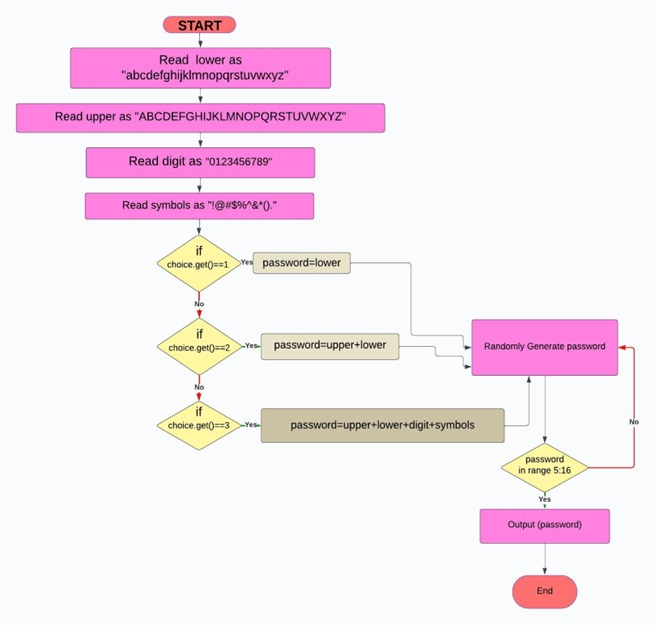 START
Read  lower as
"abcdefghijklmnopqrstuvwxyz"
Read upper as "ABCDEFGHIJKLMNOPQRSTUVWXYZ"
Read digit as "0123456789"
Read symbols as "!@#$%^&*()."
if
choice.get()==1
Yes
password=lower
No
if
choice.get()==2
Yes
password=upper+lower
Randomly Generate password
No
if
choice.get()==3
Yes
password=upper+lower+digit+symbols
No
password
in range 5:16
Yes
Output (password)
End